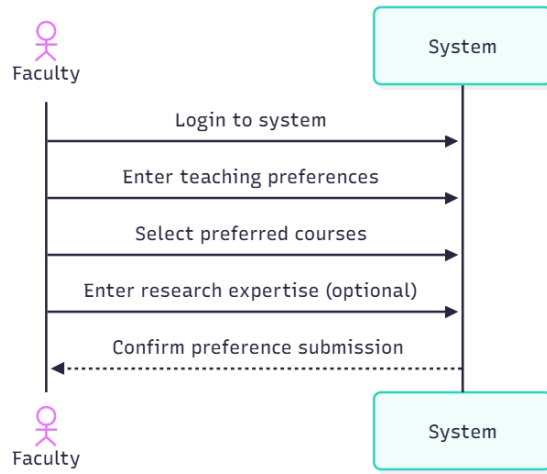 Faculty
System
Login to system
Enter teaching preferences
Select preferred courses
Enter research expertise (optional)
Confirm preference submission
Faculty
System